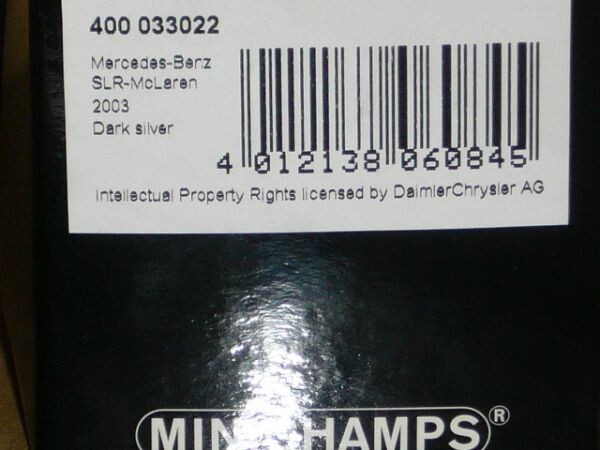 400 033022
Mercedes-Benz
SLR-McLaren
2003
Dark silver
4 012138 060845
Intellectual Property Rights licensed by DaimlerChrysler AG
MINICHAMPS®